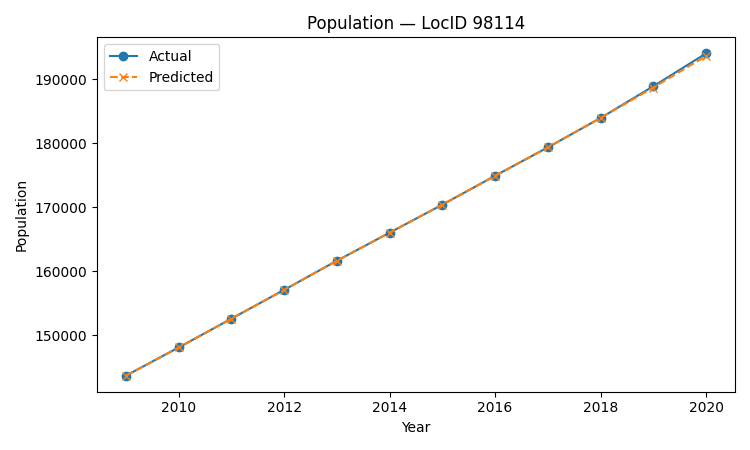 Population — LocID 98114
Actual
Predicted
190000
180000
170000
160000
150000
Population
2010 2012 2014 2016 2018 2020
Year